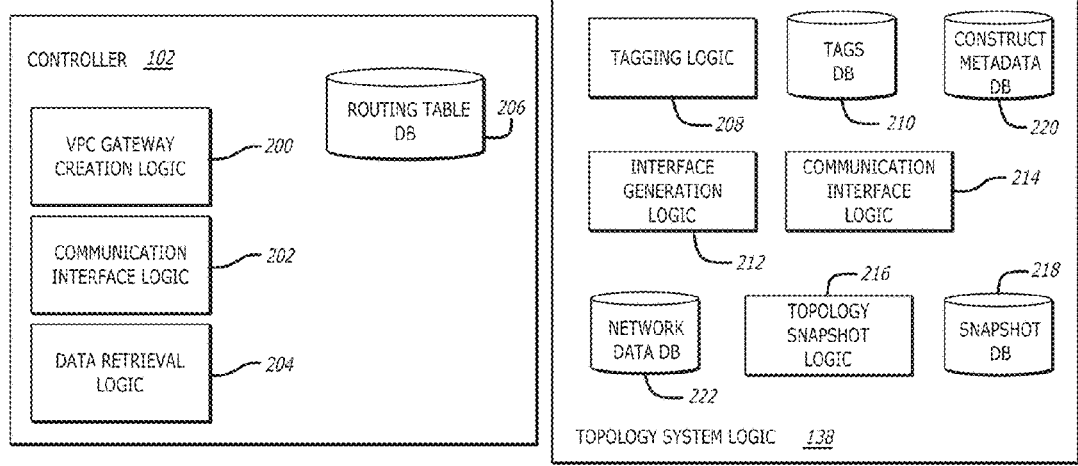 CONTROLLER 102
VPC GATEWAY
CREATION LOGIC
200
COMMUNICATION
INTERFACE LOGIC
202
DATA RETRIEVAL
LOGIC
204
ROUTING TABLE
DB
206
TAGGING LOGIC
208
TAGS
DB
210
CONSTRUCT
METADATA
DB
220
INTERFACE
GENERATION
LOGIC
212
COMMUNICATION
INTERFACE LOGIC
214
NETWORK
DATA DB
222
TOPOLOGY
SNAPSHOT
LOGIC
216
SNAPSHOT
DB
218
TOPOLOGY SYSTEM LOGIC 138